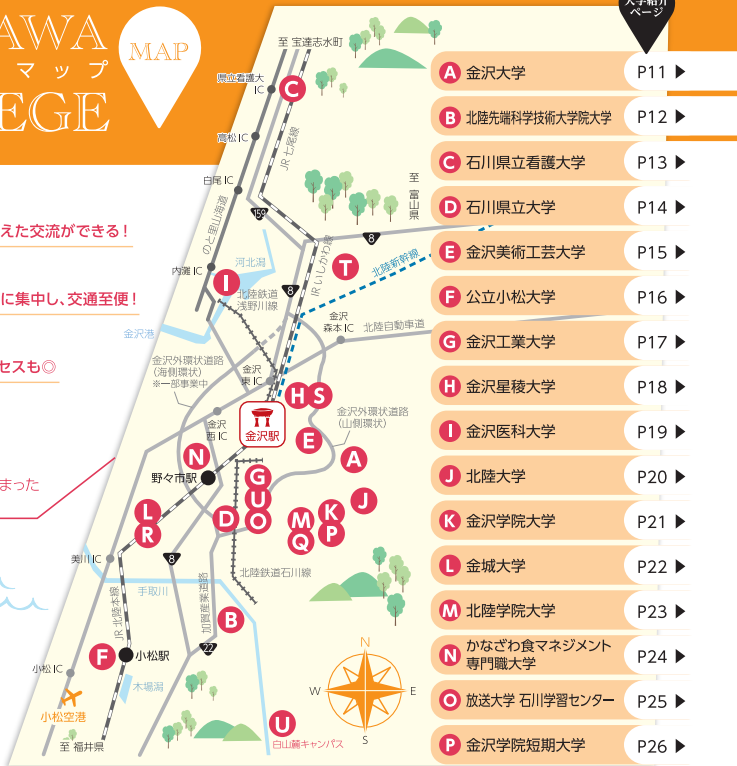 AWA
マップ
EGE
MAP
大学紹介
ページ
えた交流ができる!
に集中し、交通至便!
セスも◎
まった
至 宝達志水町
県立看護大
IC
C
高松IC
JR七尾線
白尾IC
のと里山海道
159
至 富山県
8
内灘IC
河北潟
I
IRいしかわ線
T
北陸新幹線
北陸鉄道
浅野川線
8
金沢港
金沢
森本IC
北陸自動車道
金沢外環状道路
(海側環状)
※一部事業中
金沢
東IC
H S
金沢
西IC
金沢駅
金沢外環状道路
(山側環状)
E
N
A
野々市駅
G
U
O
J
L
R
D
M
Q
K
P
美川IC
8
手取川
北陸鉄道石川線
JR北陸本線
加賀産業道路
B
F
小松駅
22
小松IC
木場潟
小松空港
至 福井県
U
白山麓キャンパス
N
W
E
S
A 金沢大学 P11 ▶
B 北陸先端科学技術大学院大学 P12 ▶
C 石川県立看護大学 P13 ▶
D 石川県立大学 P14 ▶
E 金沢美術工芸大学 P15 ▶
F 公立小松大学 P16 ▶
G 金沢工業大学 P17 ▶
H 金沢星稜大学 P18 ▶
I 金沢医科大学 P19 ▶
J 北陸大学 P20 ▶
K 金沢学院大学 P21 ▶
L 金城大学 P22 ▶
M 北陸学院大学 P23 ▶
N かなざわ食マネジメント
専門職大学 P24 ▶
O 放送大学 石川学習センター P25 ▶
P 金沢学院短期大学 P26 ▶